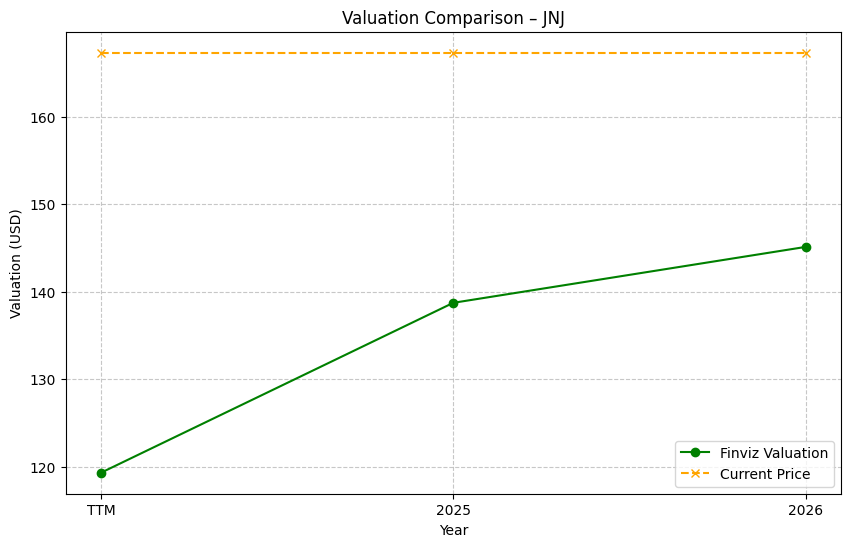 Valuation Comparison – JNJ
Valuation (USD)
160
150
140
130
120
TTM
2025
2026
Year
Finviz Valuation
Current Price